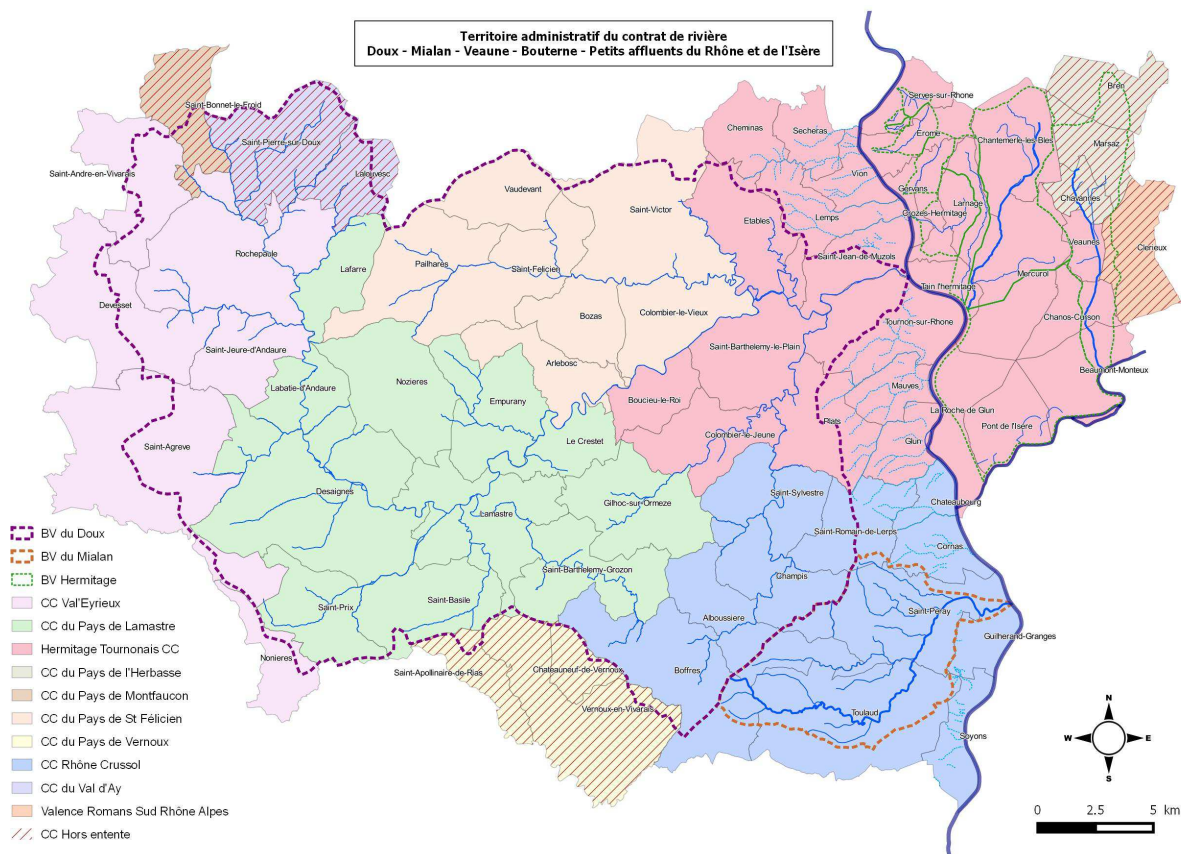 Territoire administratif du contrat de rivière
Doux - Mialan - Veaune - Bouterne - Petits affluents du Rhône et de l'Isère
Saint-Bonnet-le-Froid
Serves-sur-Rhone
Bren
Cheminas
Secheras
Erome
Chantemerle-les-Bles
Saint-Pierre-sur-Doux
Marsaz
Saint-Andre-en-Vivarais
Lalouvesc
Vion
Vaudevant
Gervans
Larnage
Chavannes
Saint-Victor
Crozes-Hermitage
Etables
Lemps
Veaunes
Clerieux
Rochepaule
Saint-Jean-de-Muzols
Pailhares
Saint-Felicien
Lafarre
Mercurol
Tain l'hermitage
Devesset
Bozas
Colombier-le-Vieux
Chanos-Curson
Tournon-sur-Rhone
Saint-Jeure-d'Andaure
Saint-Barthelemy-le-Plain
Arlebosc
Beaumont-Monteux
Labatie-d'Andaure
Nozieres
Mauves
Empurany
Boucieu-le-Roi
La Roche de Glun
Plats
Pont de l'Isere
Colombier-le-Jeune
Le Crestet
Glun
Saint-Agreve
Desaignes
Saint-Sylvestre
Gilhoc-sur-Ormeze
Chateaubourg
Lamastre
Saint-Romain-de-Lerps
Cornas
Saint-Barthelemy-Grozon
Champis
Saint-Prix
Saint-Basile
Saint-Peray
Alboussiere
Guilherand-Granges
Nonieres
Saint-Apollinaire-de-Rias
Chateauneuf-de-Vernoux
Boffres
Vernoux-en-Vivarais
Toulaud
Soyons
BV du Doux
BV du Mialan
BV Hermitage
CC Val'Eyrieux
CC du Pays de Lamastre
Hermitage Tournonais CC
CC du Pays de l'Herbasse
CC du Pays de Montfaucon
CC du Pays de St Félicien
CC du Pays de Vernoux
CC Rhône Crussol
CC du Val d'Ay
Valence Romans Sud Rhône Alpes
CC Hors entente
N
W
E
S
0 2.5 5 km